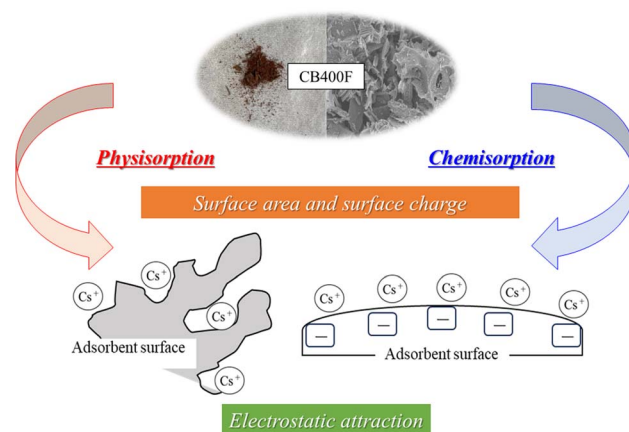 CB400F
Physisorption
Chemisorption
Surface area and surface charge
Cs⁺
Cs⁺
Cs⁺
Cs⁺
Adsorbent surface
Cs⁺
Cs⁺
Cs⁺
Cs⁺
Cs⁺
— — — — —
Adsorbent surface
Electrostatic attraction